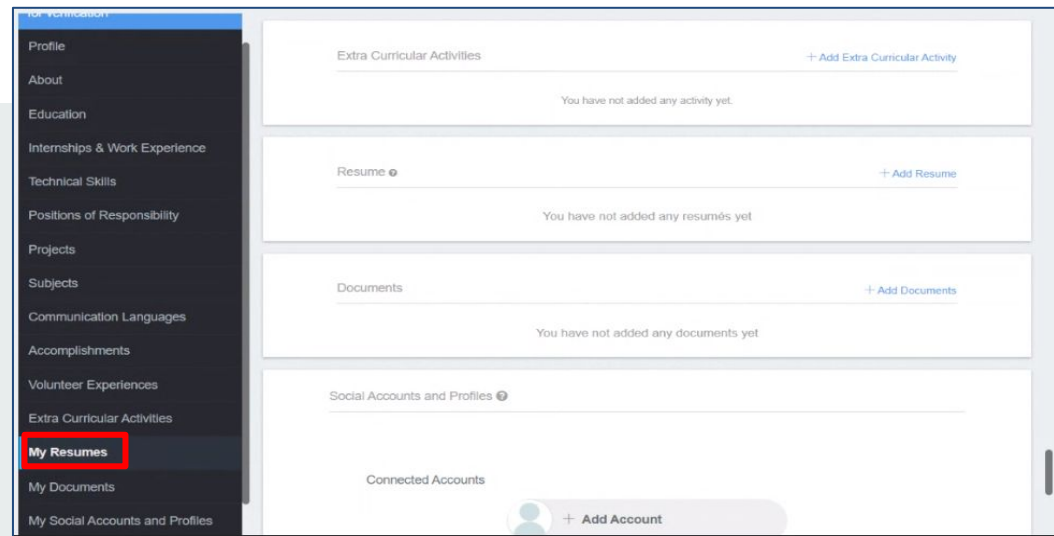 for verification?
Profile
About
Education
Internships & Work Experience
Technical Skills
Positions of Responsibility
Projects
Subjects
Communication Languages
Accomplishments
Volunteer Experiences
Extra Curricular Activities
My Resumes
My Documents
My Social Accounts and Profiles
Extra Curricular Activities
+ Add Extra Curricular Activity
You have not added any activity yet.
Resume
+ Add Resume
You have not added any resumés yet
Documents
+ Add Documents
You have not added any documents yet
Social Accounts and Profiles
Connected Accounts
+ Add Account